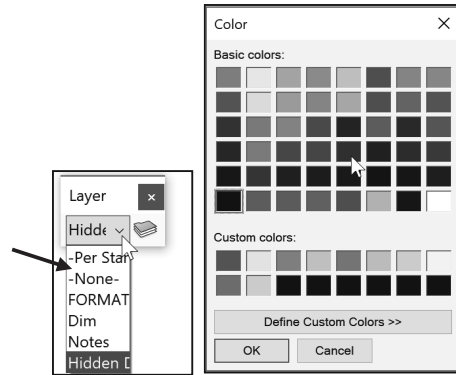 Layer
Hidde
-Per Star
-None-
FORMAT
Dim
Notes
Hidden D
Color
Basic colors:
Custom colors:
Define Custom Colors >>
OK
Cancel